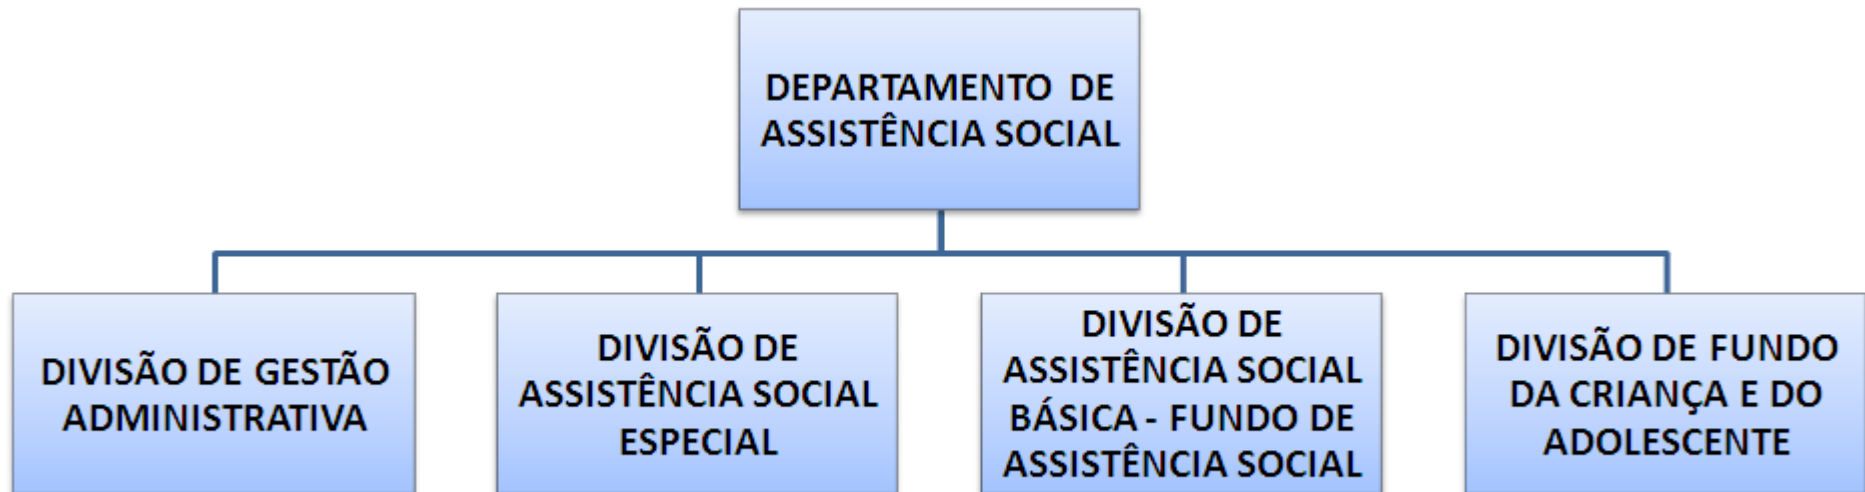 DEPARTAMENTO DE
ASSISTÊNCIA SOCIAL
DIVISÃO DE GESTÃO
ADMINISTRATIVA
DIVISÃO DE
ASSISTÊNCIA SOCIAL
ESPECIAL
DIVISÃO DE
ASSISTÊNCIA SOCIAL
BÁSICA - FUNDO DE
ASSISTÊNCIA SOCIAL
DIVISÃO DE FUNDO
DA CRIANÇA E DO
ADOLESCENTE